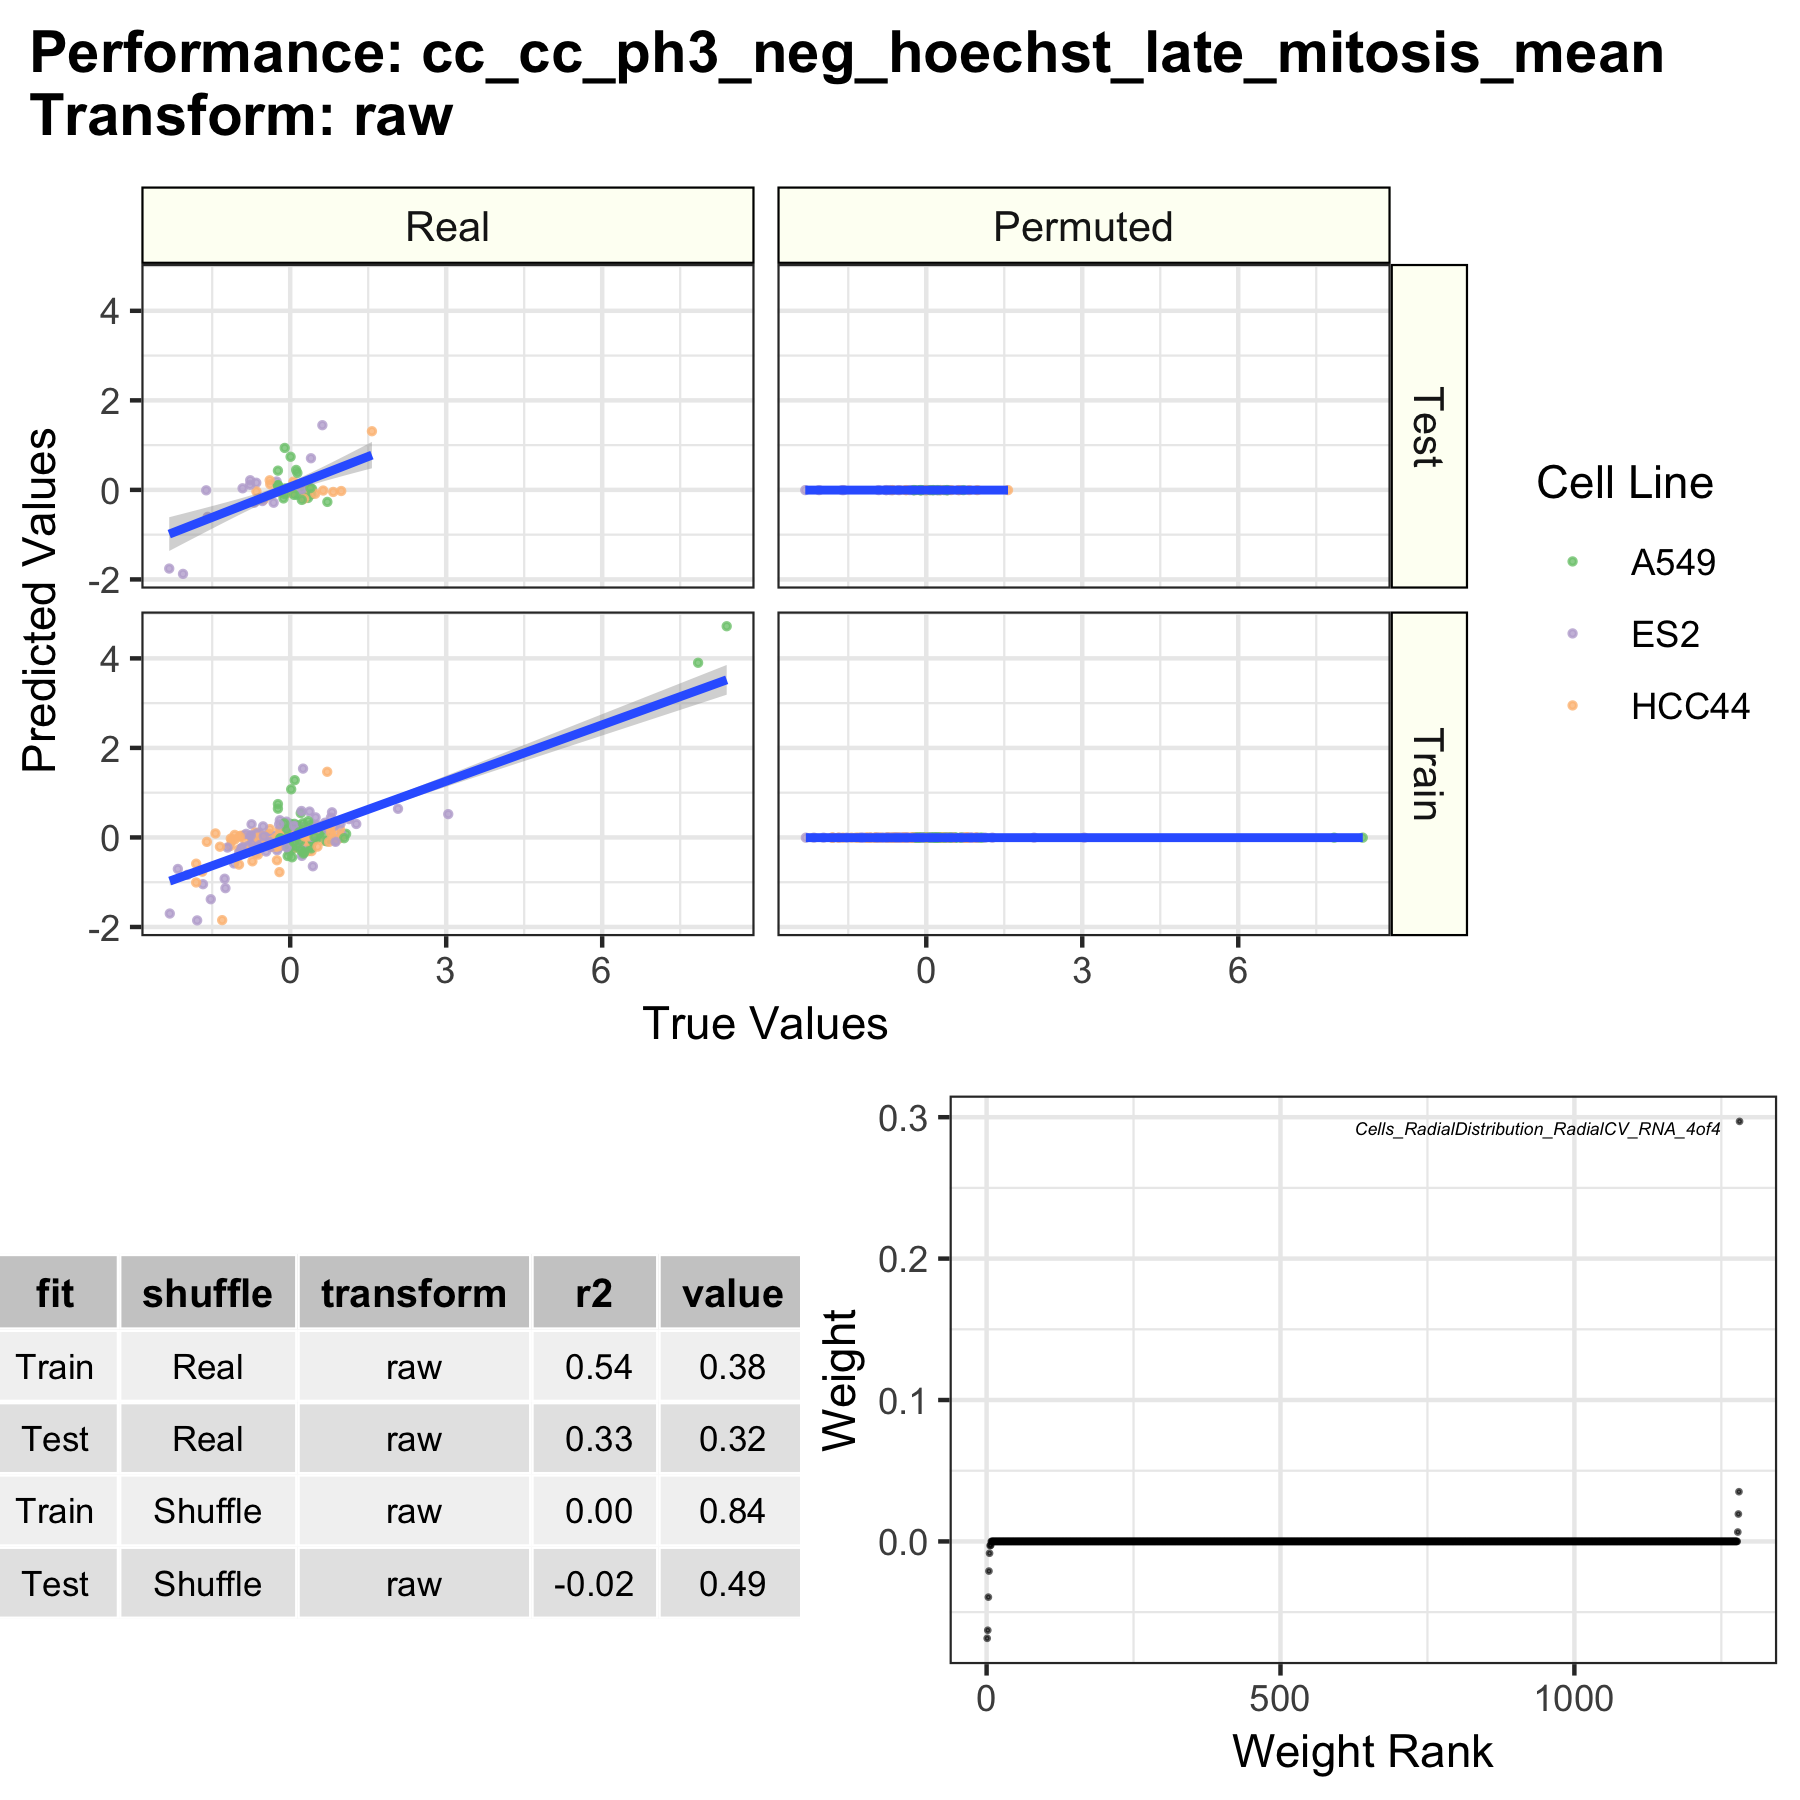 Performance: cc_cc_ph3_neg_hoechst_late_mitosis_mean
Transform: raw
Real
Permuted
4
2
0
-2
Test
4
2
0
-2
Train
0
3
6
0
3
6
Predicted Values
True Values
Cell Line
A549
ES2
HCC44
fit shuffle transform r2 value
Train Real raw 0.54 0.38
Test Real raw 0.33 0.32
Train Shuffle raw 0.00 0.84
Test Shuffle raw -0.02 0.49
Cells_RadialDistribution_RadialCV_RNA_4of4
0.3
0.2
0.1
0.0
Weight
0
500
1000
Weight Rank